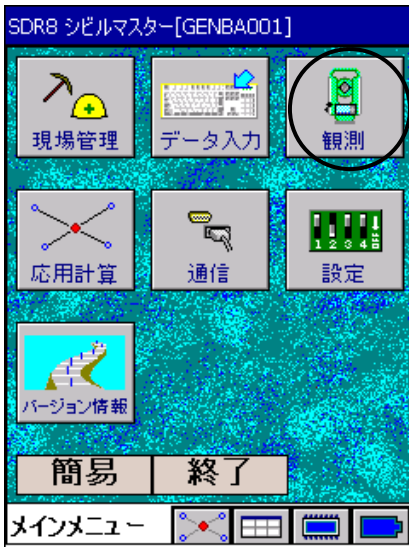 SDR8 シビルマスター[GENBA001]
現場管理
データ入力
観測
応用計算
通信
1 2 3 4 OFF
設定
バージョン情報
簡易
終了
メインメニュー